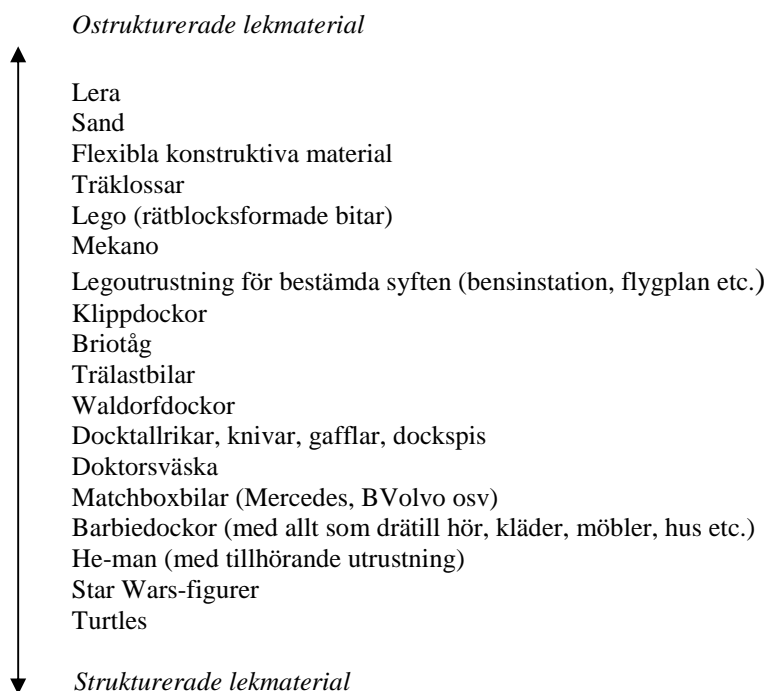 Ostrukturerade lekmaterial
Lera
Sand
Flexibla konstruktiva material
Träklossar
Lego (rätblocksformade bitar)
Mekano
Legoutrustning för bestämda syften (bensinstation, flygplan etc.)
Klippdockor
Briotåg
Trälastbilar
Waldorfdockor
Docktallrikar, knivar, gafflar, dockspis
Doktorsväska
Matchboxbilar (Mercedes, BVolvo osv)
Barbiedockor (med allt som drätill hör, kläder, möbler, hus etc.)
He-man (med tillhörande utrustning)
Star Wars-figurer
Turtles
Strukturerade lekmaterial